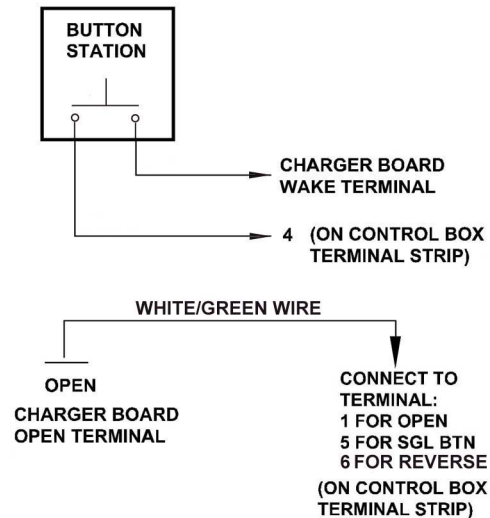 BUTTON
STATION
CHARGER BOARD
WAKE TERMINAL
4 (ON CONTROL BOX
TERMINAL STRIP)
WHITE/GREEN WIRE
OPEN
CHARGER BOARD
OPEN TERMINAL
CONNECT TO
TERMINAL:
1 FOR OPEN
5 FOR SGL BTN
6 FOR REVERSE
(ON CONTROL BOX
TERMINAL STRIP)